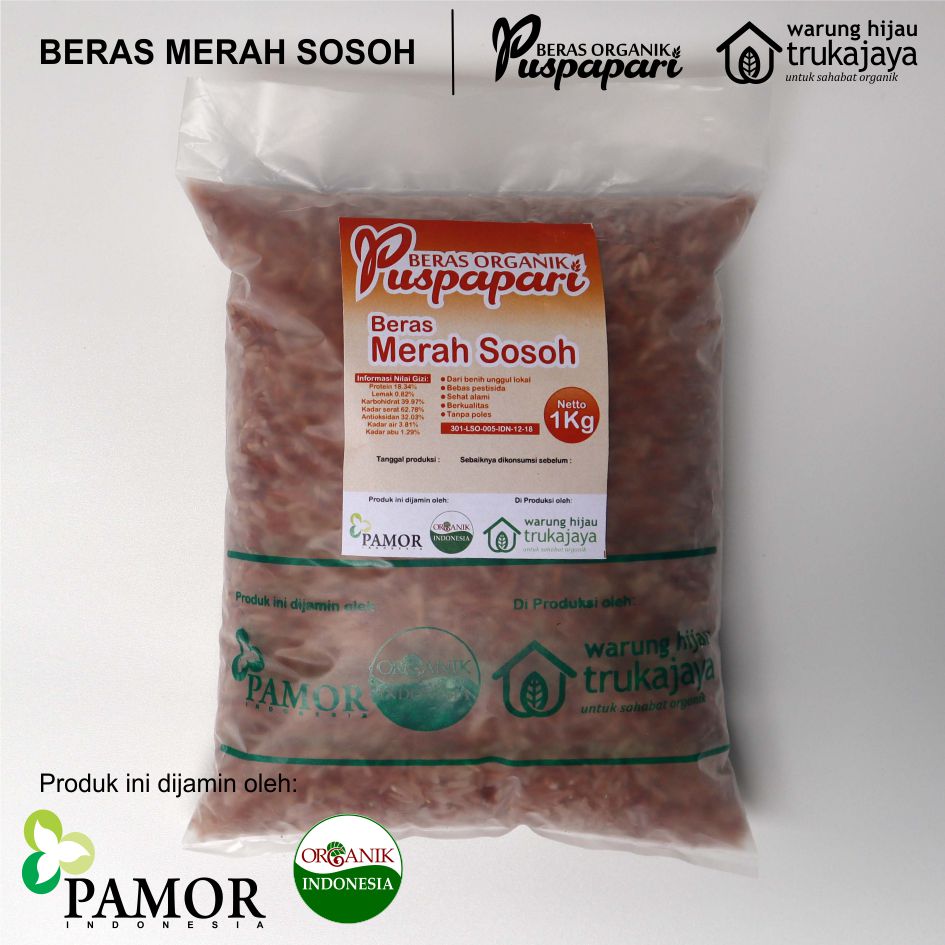 BERAS MERAH SOSOH
BERAS ORGANIK
Puspapari
warung hijau
trukajaya
untuk sahabat organik
BERAS ORGANIK
Puspapari
Beras
Merah Sosoh
Informasi Nilai Gizi:
Protein 18.34%
Lemak 0.82%
Karbohidrat 39.97%
Kadar serat 62.78%
Antioksidan 32.03%
Kadar air 3.81%
Kadar abu 1.29%
Dari benih unggul lokal
Bebas pestisida
Sehat alami
Berkualitas
Tanpa poles
301-LSO-005-IDN-12-18
Netto
1Kg
Tanggal produksi : Sebaiknya dikonsumsi sebelum :
Produk ini dijamin oleh: Di Produksi oleh:
PAMOR
INDONESIA
ORGANIK
INDONESIA
warung hijau
trukajaya
untuk sahabat organik
Produk ini dijamin oleh: Di Produksi oleh:
PAMOR
INDONESIA
ORGANIK
INDONESIA
warung hijau
trukajaya
untuk sahabat organik
Produk ini dijamin oleh:
PAMOR
INDONESIA
ORGANIK
INDONESIA